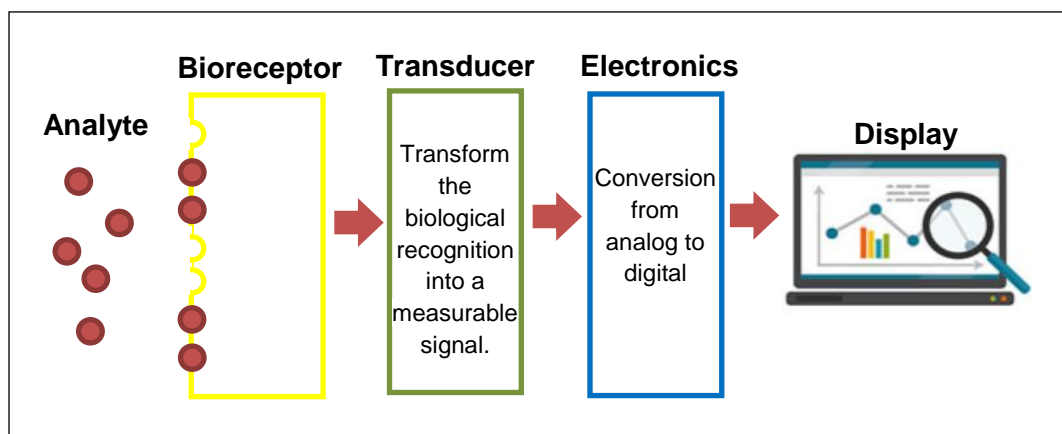 Analyte
Bioreceptor
Transducer
Transform
the
biological
recognition
into a
measurable
signal.
Electronics
Conversion
from
analog to
digital
Display